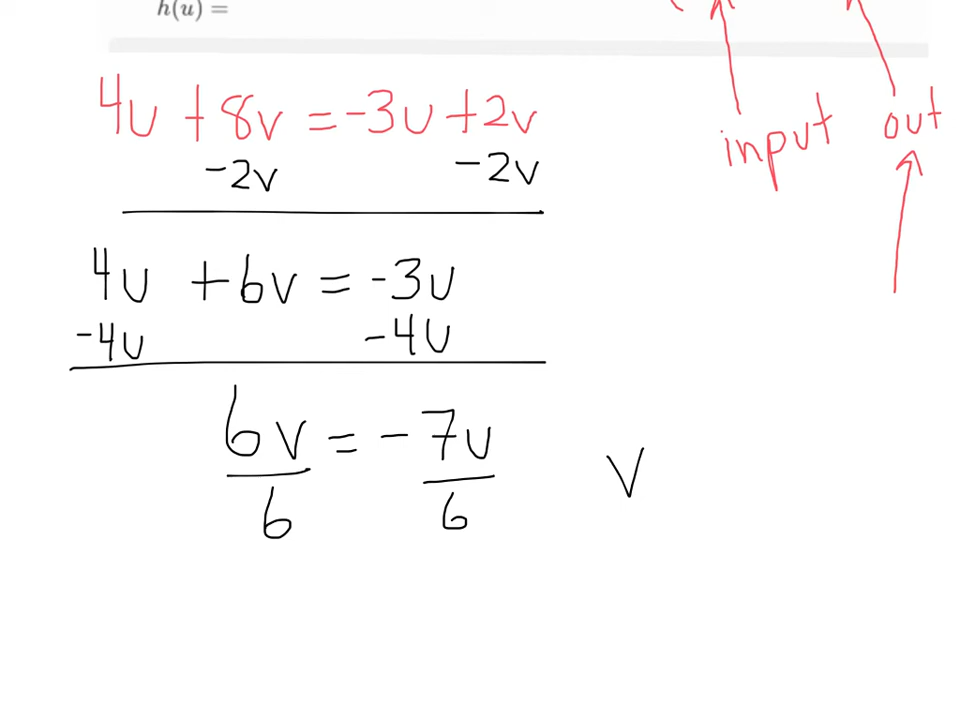 h(u) =
4u + 8v = -3u + 2v
-2v -2v
input out
4u + 6v = -3u
-4u -4u
6v = -7u v
6 6